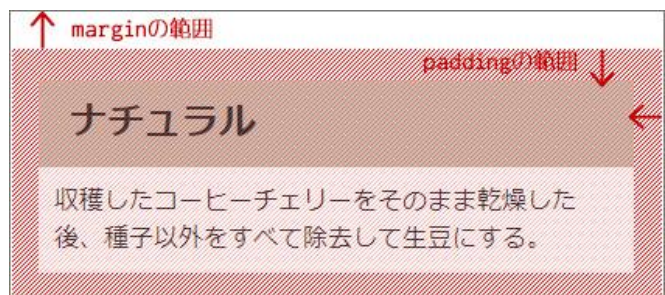 marginの範囲
paddingの範囲
ナチュラル
収穫したコーヒーチェリーをそのまま乾燥した
後、種子以外をすべて除去して生豆にする。